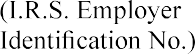 (I.R.S. Employer
Identification No.)